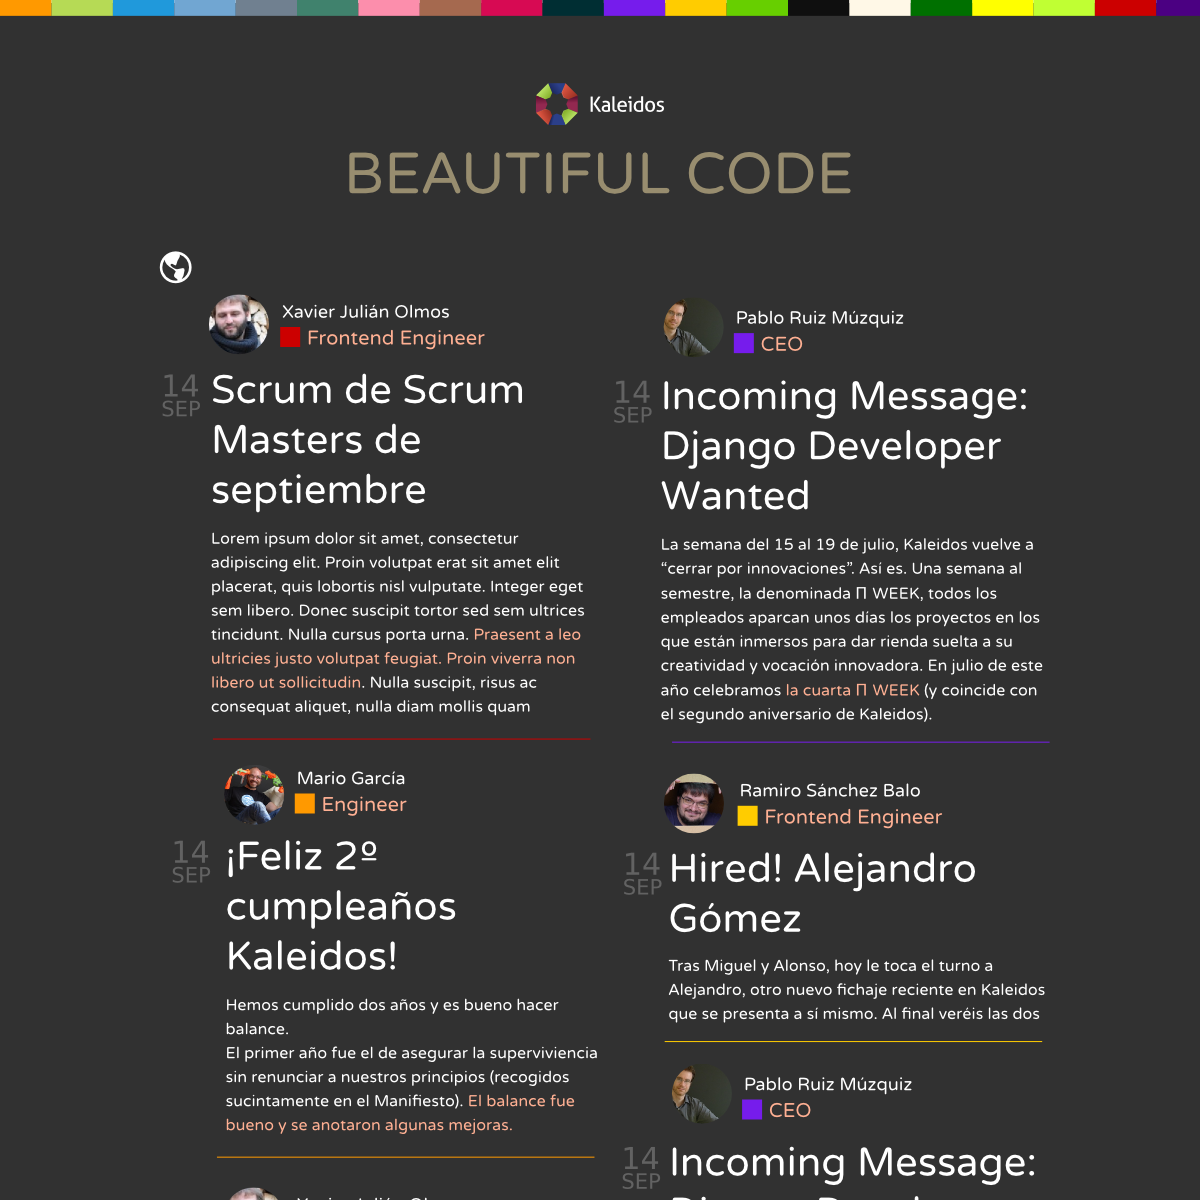 Kaleidos
BEAUTIFUL CODE
Xavier Julián Olmos
Frontend Engineer
14
SEP
Scrum de Scrum
Masters de
septiembre
Lorem ipsum dolor sit amet, consectetur
adipiscing elit. Proin volutpat erat sit amet elit
placerat, quis lobortis nisl vulputate. Integer eget
sem libero. Donec suscipit tortor sed sem ultrices
tincidunt. Nulla cursus porta urna. Praesent a leo
ultricies justo volutpat feugiat. Proin viverra non
libero ut sollicitudin. Nulla suscipit, risus ac
consequat aliquet, nulla diam mollis quam
Mario García
Engineer
14
SEP
¡Feliz 2º
cumpleaños
Kaleidos!
Hemos cumplido dos años y es bueno hacer
balance.
El primer año fue el de asegurar la superviviencia
sin renunciar a nuestros principios (recogidos
sucintamente en el Manifiesto). El balance fue
bueno y se anotaron algunas mejoras.
Pablo Ruiz Múzquiz
CEO
14
SEP
Incoming Message:
Django Developer
Wanted
La semana del 15 al 19 de julio, Kaleidos vuelve a
“cerrar por innovaciones”. Así es. Una semana al
semestre, la denominada Π WEEK, todos los
empleados aparcan unos días los proyectos en los
que están inmersos para dar rienda suelta a su
creatividad y vocación innovadora. En julio de este
año celebramos la cuarta Π WEEK (y coincide con
el segundo aniversario de Kaleidos).
Ramiro Sánchez Balo
Frontend Engineer
14
SEP
Hired! Alejandro
Gómez
Tras Miguel y Alonso, hoy le toca el turno a
Alejandro, otro nuevo fichaje reciente en Kaleidos
que se presenta a sí mismo. Al final veréis las dos
Pablo Ruiz Múzquiz
CEO
14
SEP
Incoming Message: